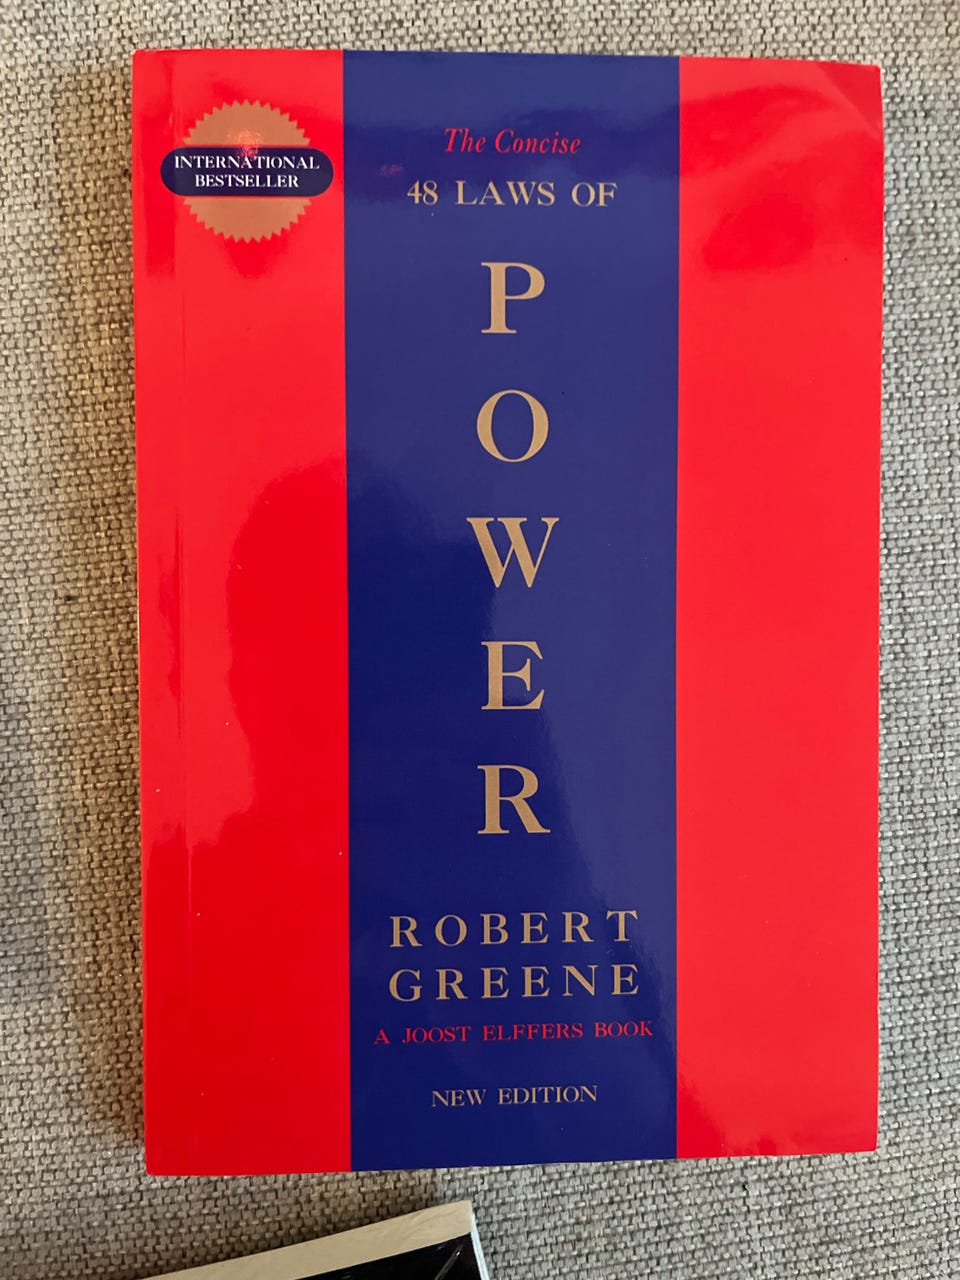 INTERNATIONAL
BESTSELLER
The Concise
48 LAWS OF
P
O
W
E
R
ROBERT
GREENE
A JOOST ELFFERS BOOK
NEW EDITION